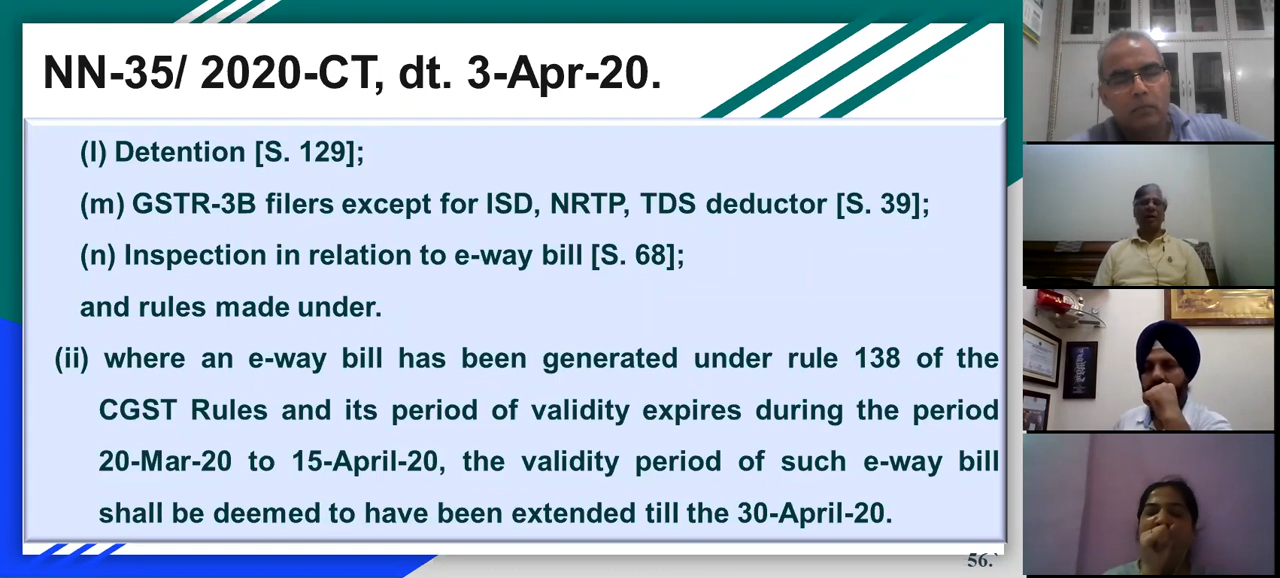 NN-35/ 2020-CT, dt. 3-Apr-20.
(l) Detention [S. 129];
(m) GSTR-3B filers except for ISD, NRTP, TDS deductor [S. 39];
(n) Inspection in relation to e-way bill [S. 68];
and rules made under.
(ii) where an e-way bill has been generated under rule 138 of the
CGST Rules and its period of validity expires during the period
20-Mar-20 to 15-April-20, the validity period of such e-way bill
shall be deemed to have been extended till the 30-April-20.
56.`